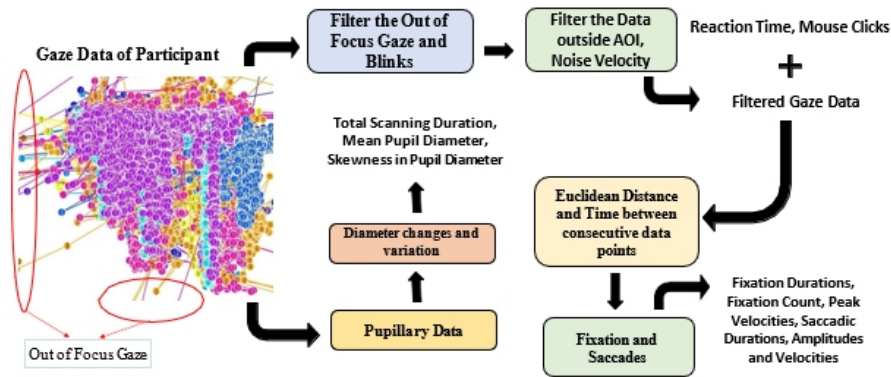 Gaze Data of Participant
Out of Focus Gaze
Filter the Out of
Focus Gaze and
Blinks
Filter the Data
outside AOI,
Noise Velocity
Reaction Time, Mouse Clicks
+
Filtered Gaze Data
Euclidean Distance
and Time between
consecutive data
points
Fixation and
Saccades
Fixation Durations,
Fixation Count, Peak
Velocities, Saccadic
Durations, Amplitudes
and Velocities
Pupillary Data
Diameter changes and
variation
Total Scanning Duration,
Mean Pupil Diameter,
Skewness in Pupil Diameter